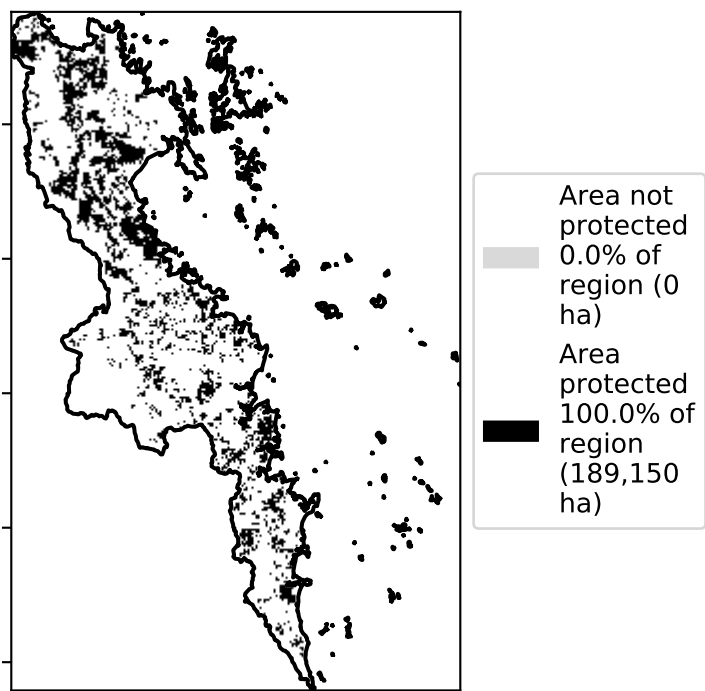 Area not
protected
0.0% of
region (0
ha)
Area
protected
100.0% of
region
(189,150
ha)